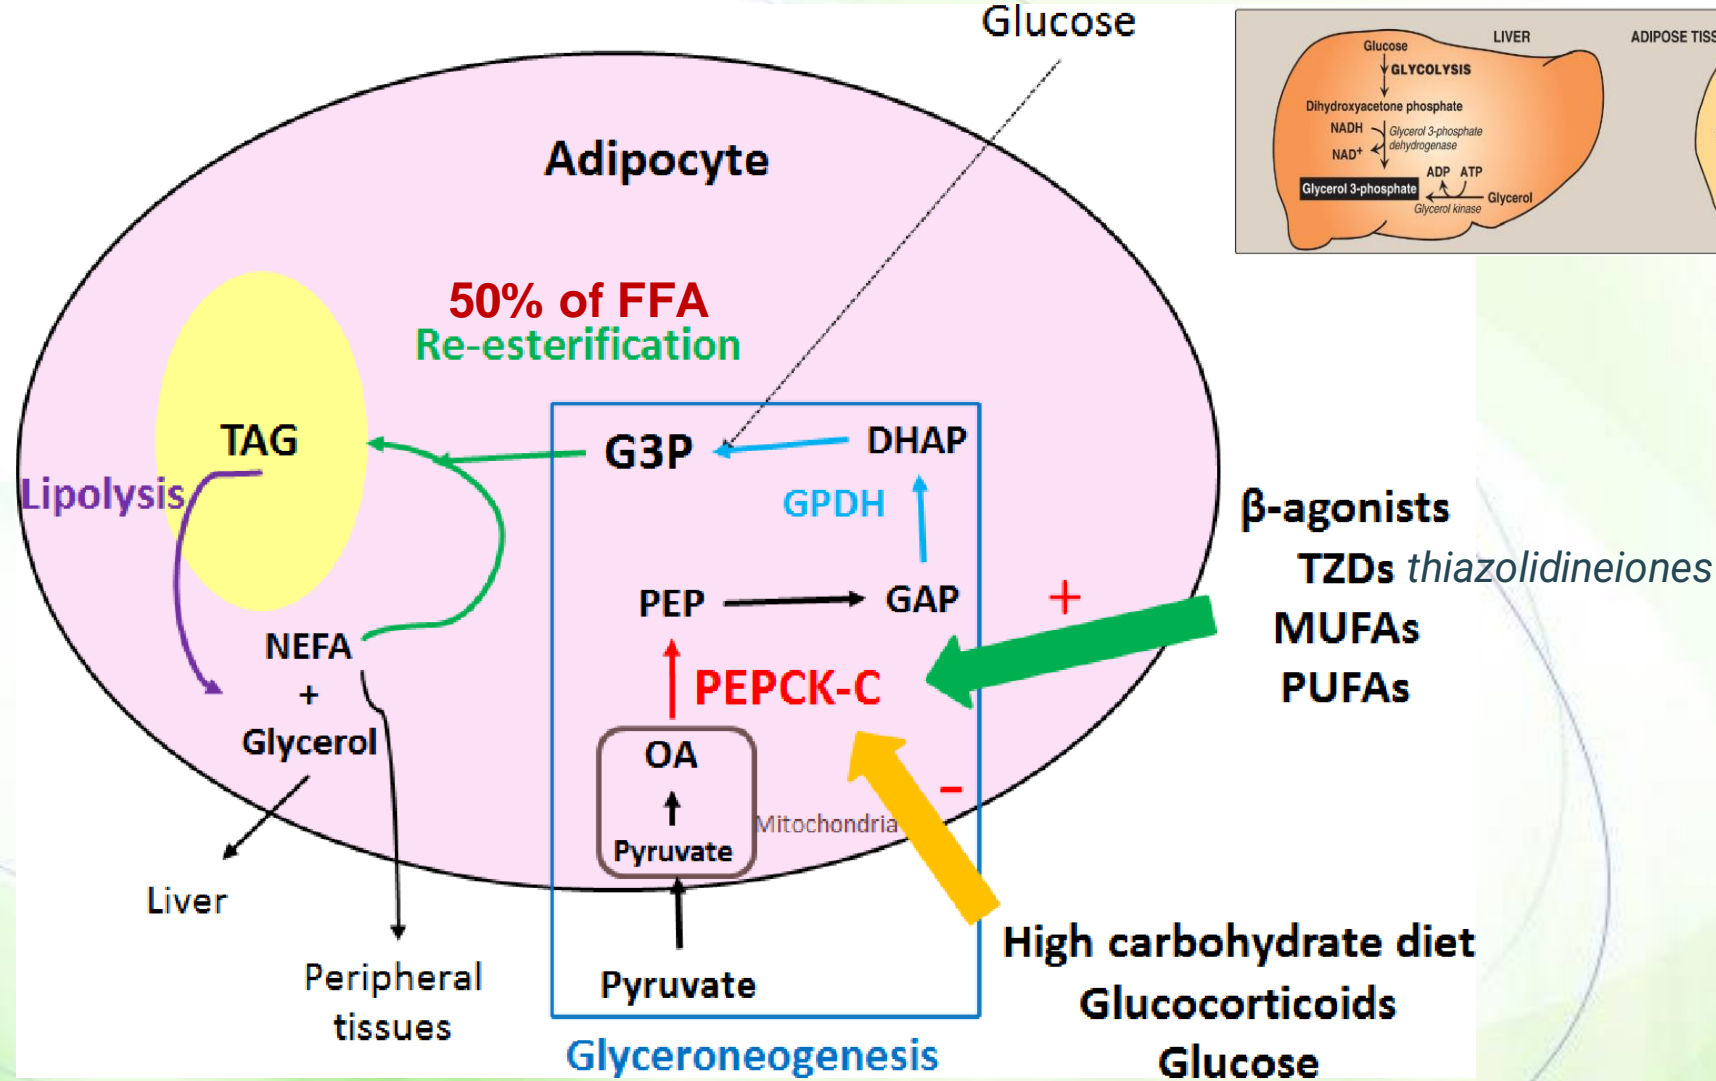 Glucose
Adipocyte
50% of FFA
Re-esterification
TAG
Lipolysis
G3P
DHAP
GPDH
PEP
GAP
PEPCK-C
OA
Pyruvate
Mitochondria
NEFA
+
Glycerol
Liver
Peripheral
tissues
Pyruvate
Glyceroneogenesis
+
β-agonists
TZDs thiazolidineiones
MUFAs
PUFAs
-
High carbohydrate diet
Glucocorticoids
Glucose
LIVER
ADIPOSE TISS
Glucose
GLYCOLYSIS
Dihydroxyacetone phosphate
NADH
Glycerol 3-phosphate
dehydrogenase
NAD+
ADP ATP
Glycerol 3-phosphate
Glycerol
Glycerol kinase